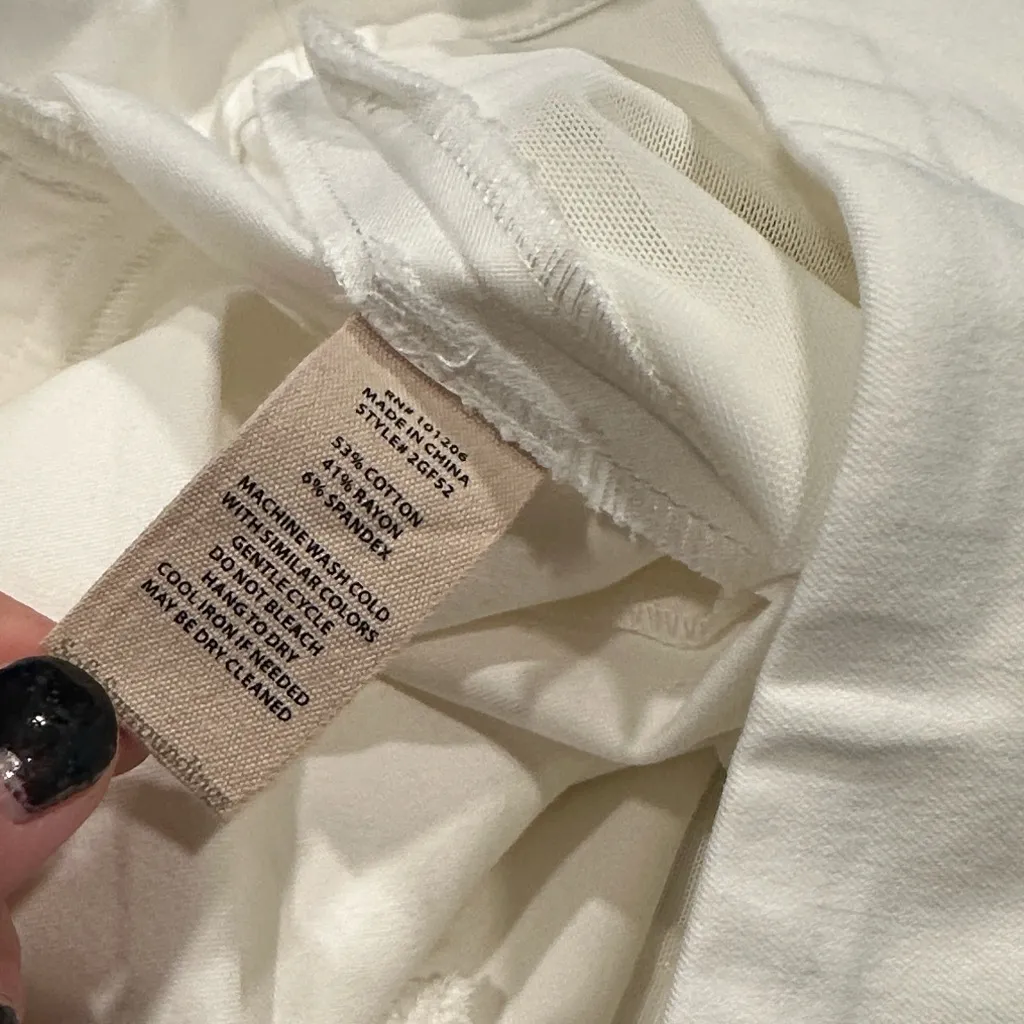 RN# 101206
MADE IN CHINA
STYLE# 2GF52
53% COTTON
41% RAYON
6% SPANDEX
MACHINE WASH COLD
WITH SIMILAR COLORS
GENTLE CYCLE
DO NOT BLEACH
HANG TO DRY
COOL IRON IF NEEDED
MAY BE DRY CLEANED